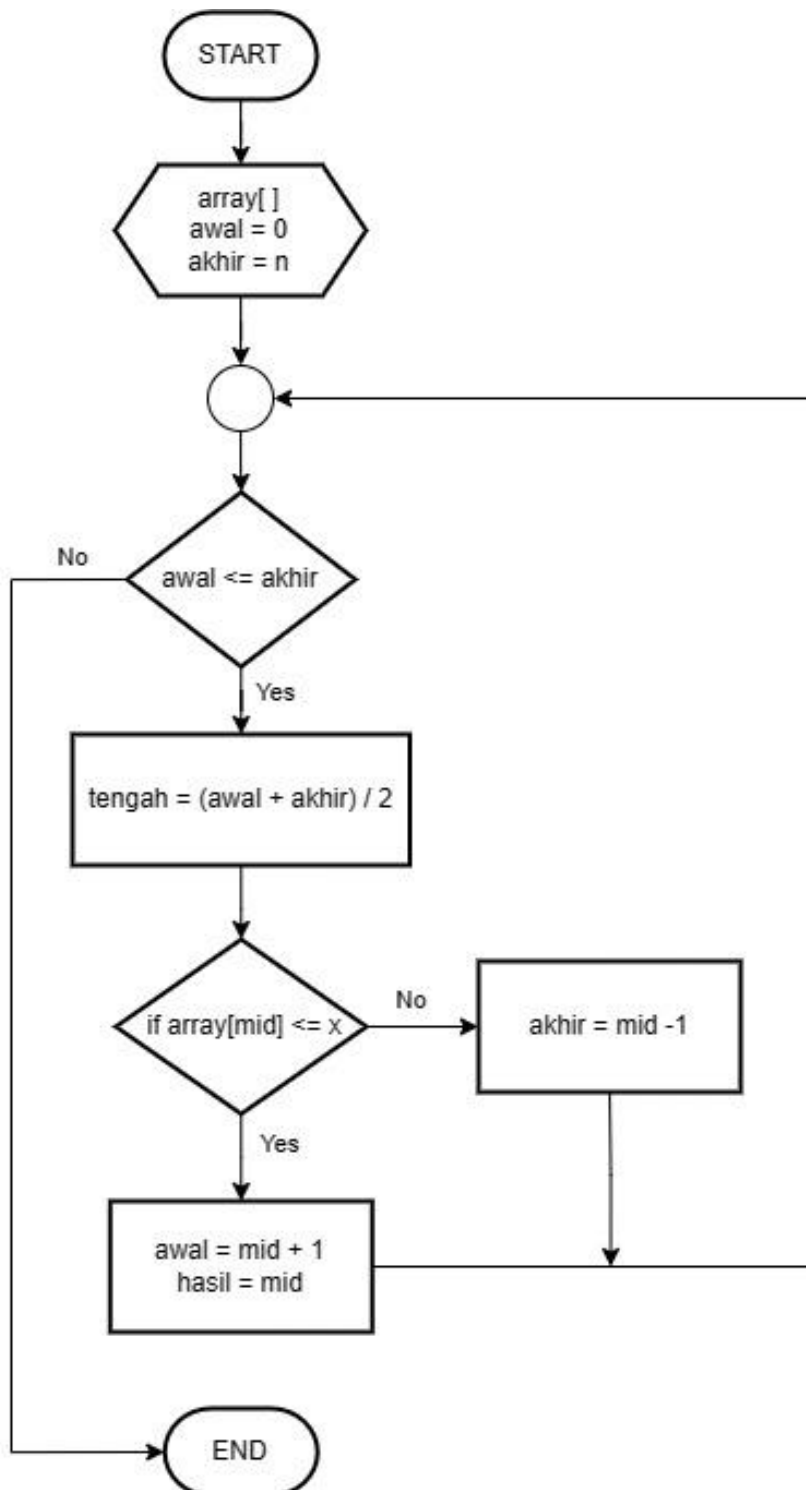 START
array[ ]
awal = 0
akhir = n
No
awal <= akhir
Yes
tengah = (awal + akhir) / 2
if array[mid] <= x
No
akhir = mid -1
Yes
awal = mid + 1
hasil = mid
END